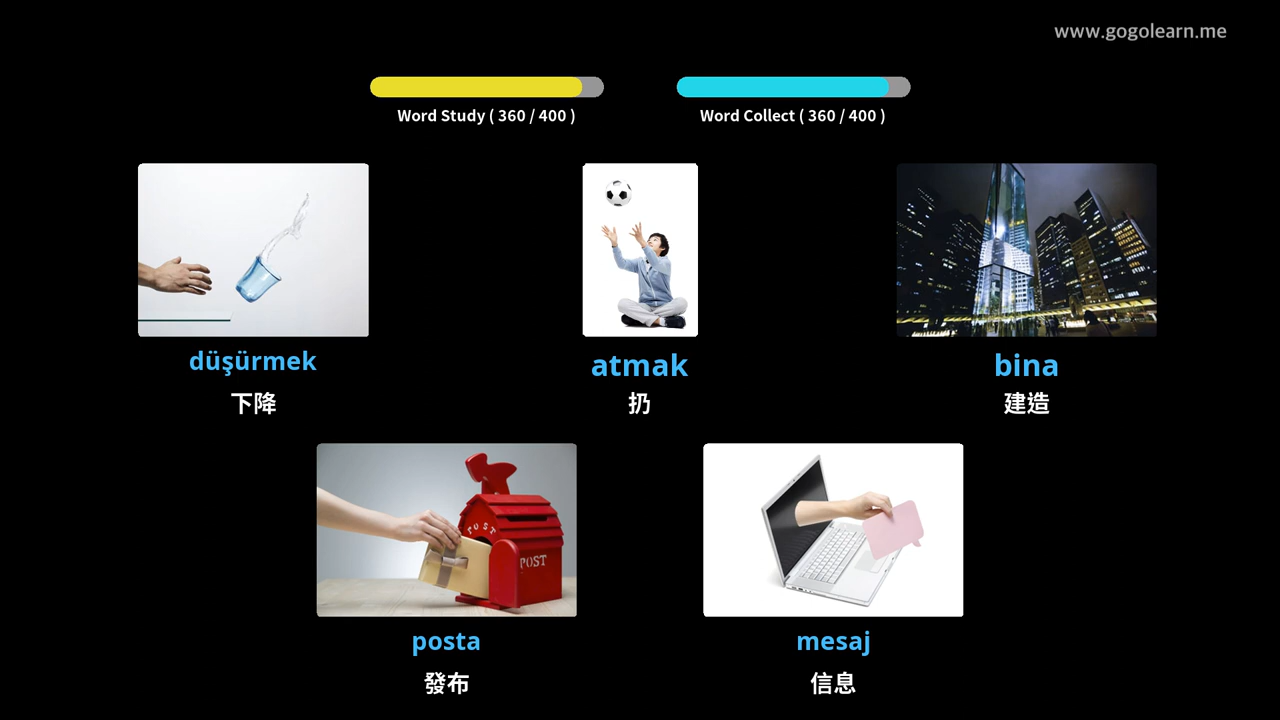 www.gogolearn.me
Word Study ( 360 / 400 )
Word Collect ( 360 / 400 )
düşürmek
下降
atmak
扔
bina
建造
POST
POST
posta
發布
mesaj
信息